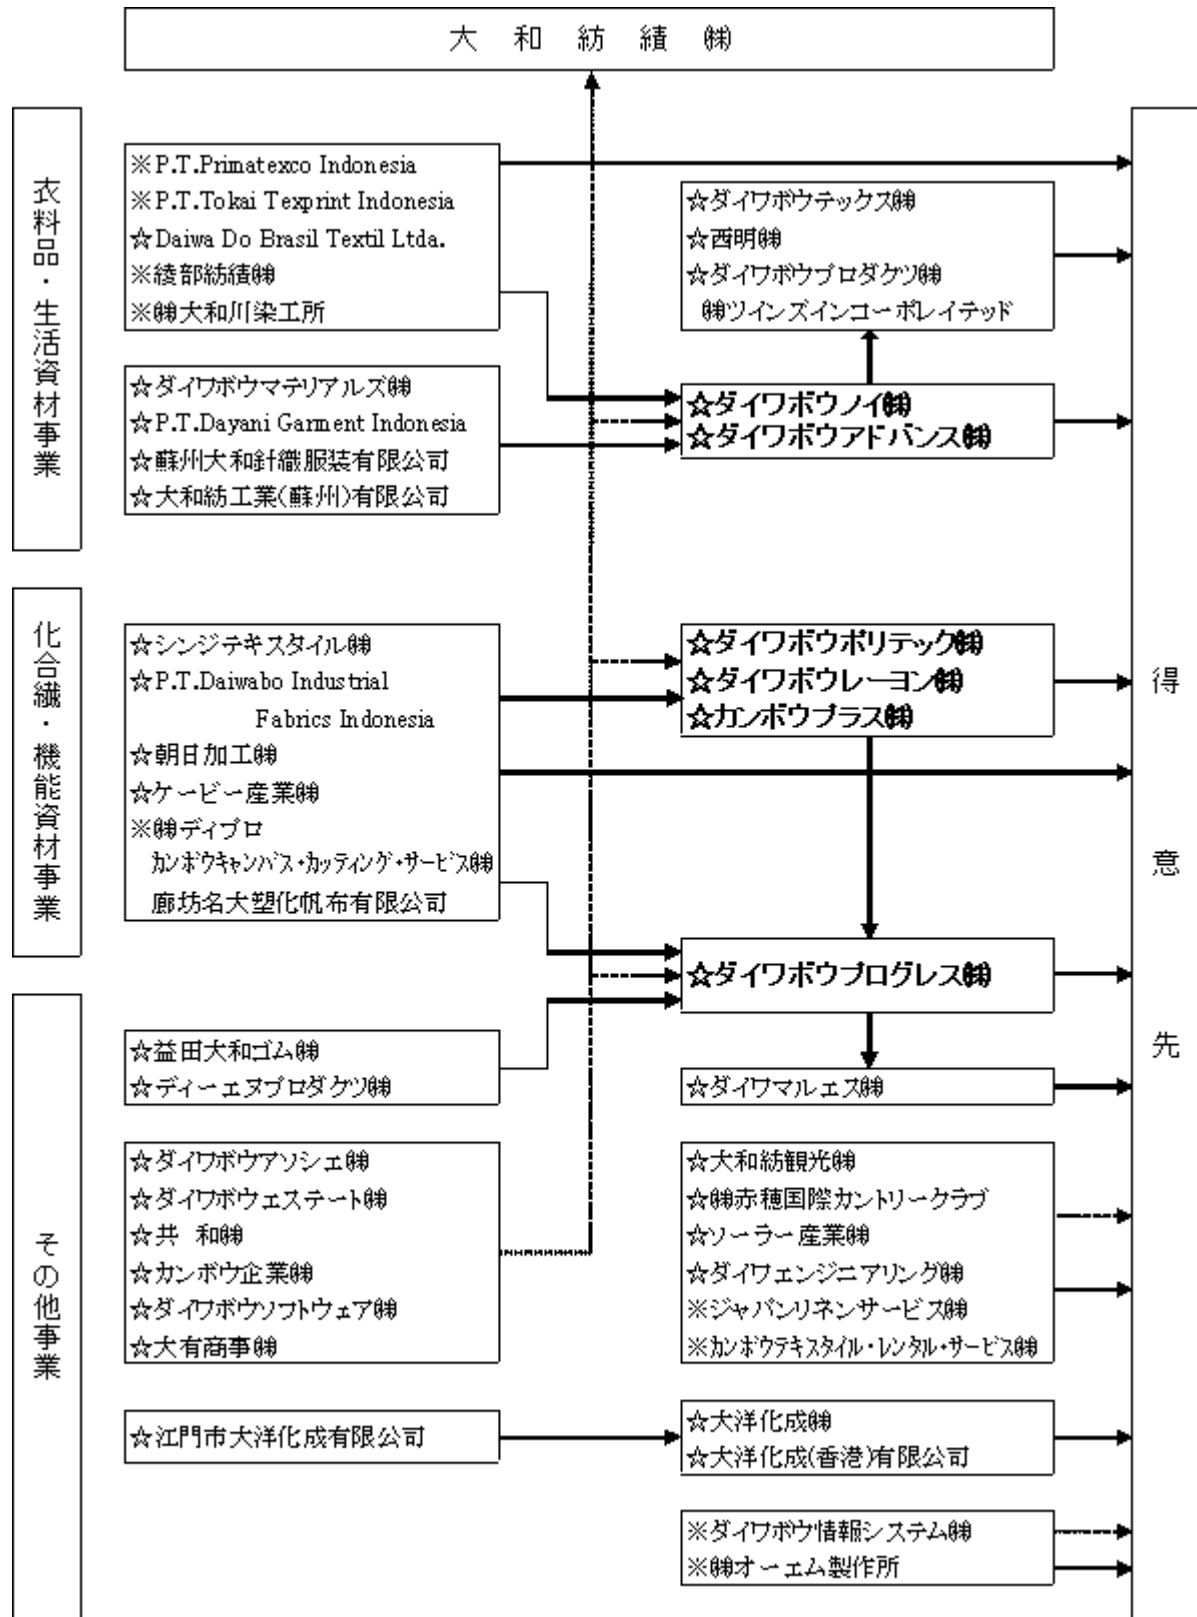 大和紡績㈱
衣料品・生活資材事業
※P.T.Primatexco Indonesia
※P.T.Tokai Texprint Indonesia
☆Daiwa Do Brasil Textil Ltda.
※綾部紡績㈱
※㈱大和川染工所
☆ダイワボウテックス㈱
☆西明㈱
☆ダイワボウプロダクツ㈱
㈱ツインズインコーポレイテッド
☆ダイワボウマテリアルズ㈱
☆P.T.Dayani Garment Indonesia
☆蘇州大和針織服装有限公司
☆大和紡工業(蘇州)有限公司
☆ダイワボウノイ㈱
☆ダイワボウアドバンス㈱
化合繊・機能資材事業
☆シンジテキスタイル㈱
☆P.T.Daiwabo Industrial
Fabrics Indonesia
☆朝日加工㈱
☆ケービー産業㈱
※㈱ディプロ
カンボウキャンバス・カッティング・サービス㈱
廊坊名大塑化帆布有限公司
☆ダイワボウポリテック㈱
☆ダイワボウレーヨン㈱
☆カンボウプラス㈱
☆ダイワボウプログレス㈱
その他事業
☆益田大和ゴム㈱
☆ディーエヌプロダクツ㈱
☆ダイワマルエス㈱
☆ダイワボウアソシエ㈱
☆ダイワボウエステート㈱
☆共　和㈱
☆カンボウ企業㈱
☆ダイワボウソフトウェア㈱
☆大有商事㈱
☆大和紡観光㈱
☆㈱赤穂国際カントリークラブ
☆ソーラー産業㈱
☆ダイワエンジニアリング㈱
※ジャパンリネンサービス㈱
※カンボウテキスタイル・レンタル・サービス㈱
☆江門市大洋化成有限公司
☆大洋化成㈱
☆大洋化成(香港)有限公司
※ダイワボウ情報システム㈱
※㈱オーエム製作所
得意先